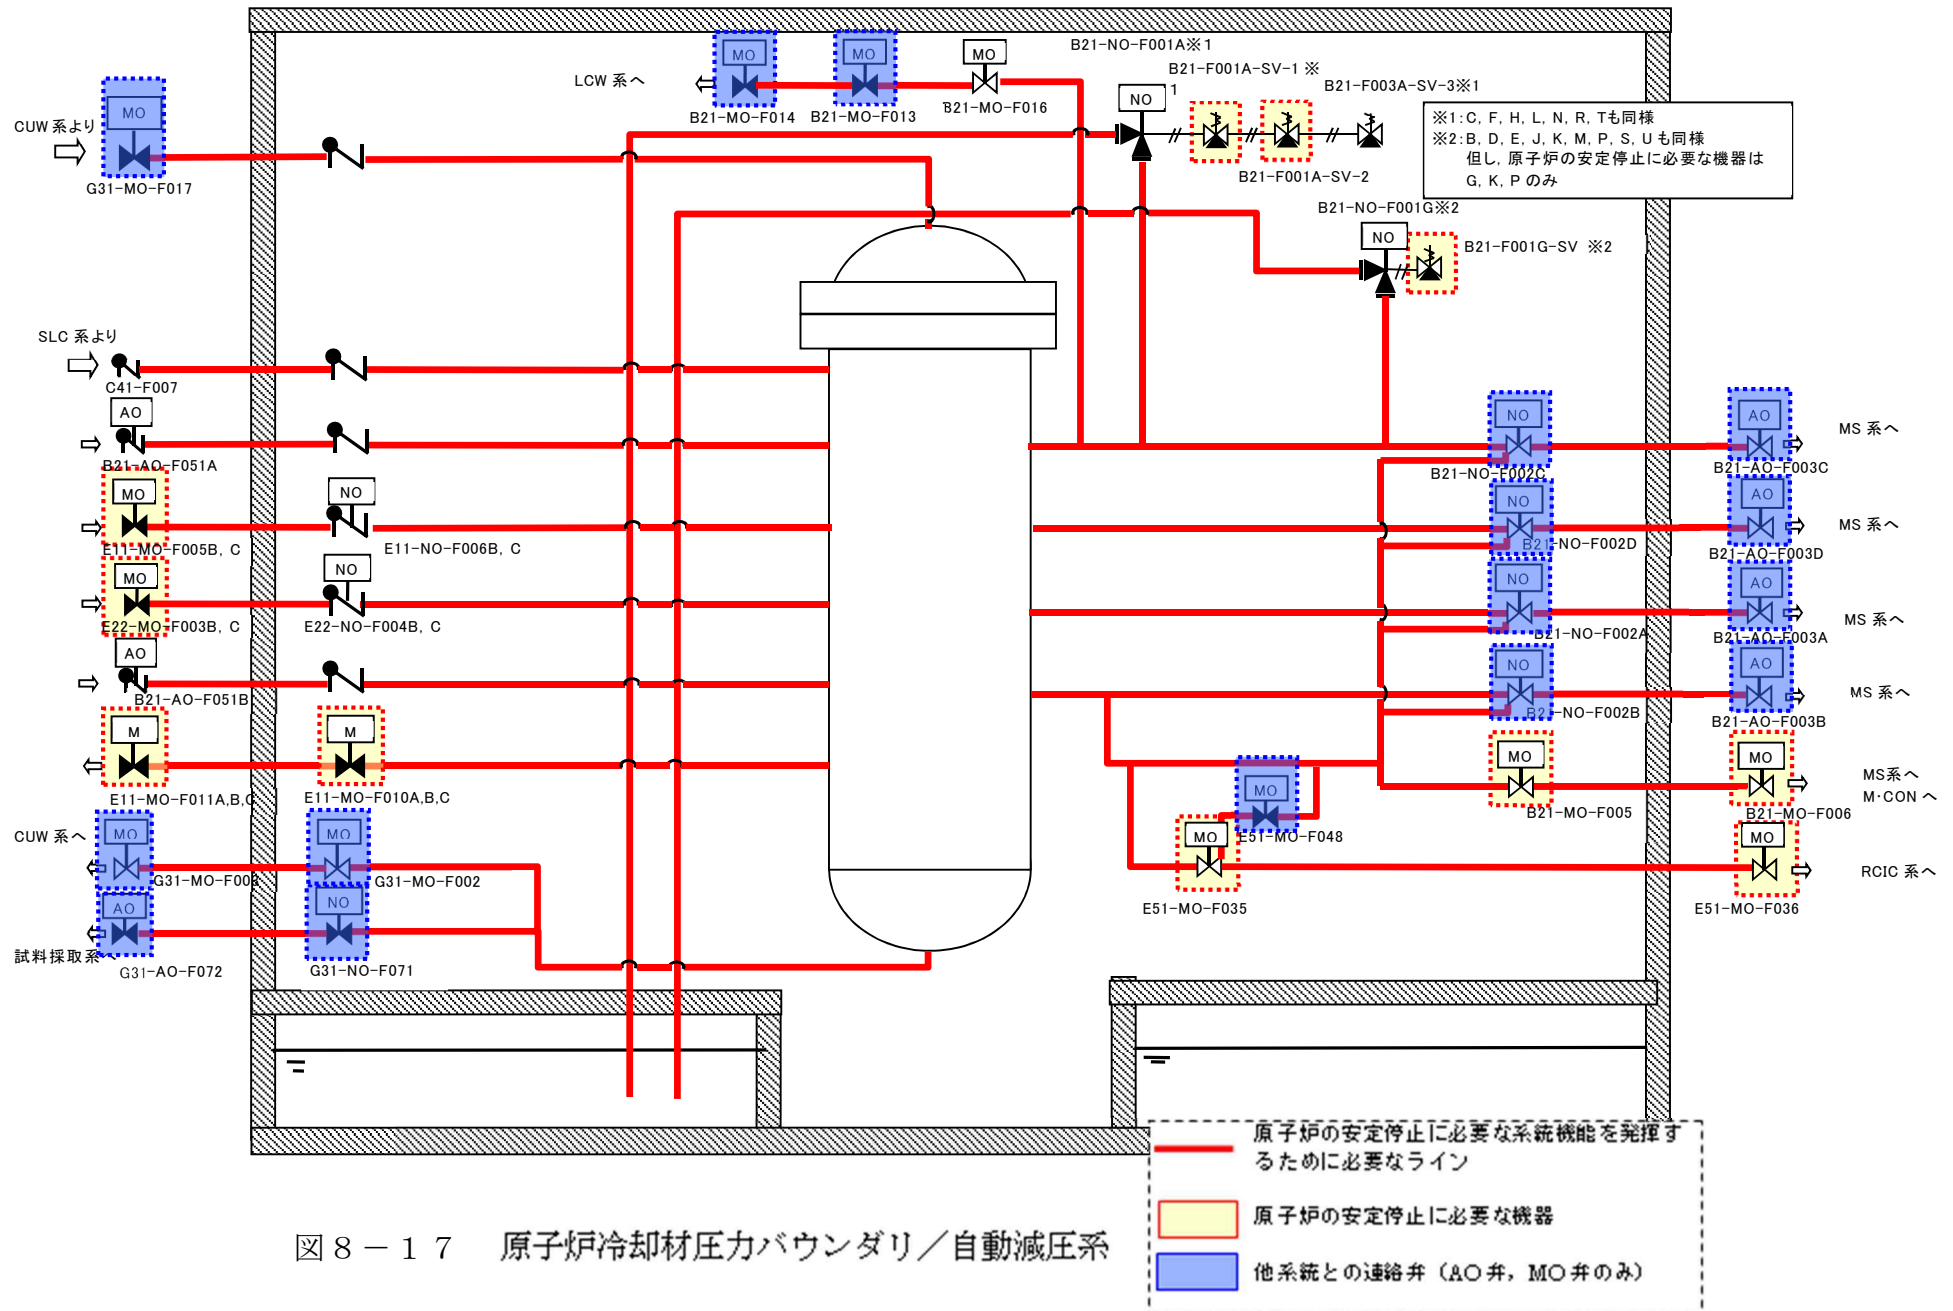 MO
MO
MO
B21-NO-F001A※1
LCW 系へ
B21-F001A-SV-1 ※
1
B21-F003A-SV-3※1
B21-MO-F014
B21-MO-F013
B21-MO-F016
NO
※1:C, F, H, L, N, R, Tも同様
※2:B, D, E, J, K, M, P, S, Uも同様
但し, 原子炉の安定停止に必要な機器は
G, K, P のみ
MO
CUW 系より
G31-MO-F017
B21-F001A-SV-2
B21-NO-F001G※2
NO
B21-F001G-SV ※2
SLC 系より
C41-F007
AO
B21-AO-F051A
MO
NO
E11-MO-F005B, C
E11-NO-F006B, C
MO
NO
E22-MO-F003B, C
E22-NO-F004B, C
AO
B21-AO-F051B
M
M
E11-MO-F011A,B,C
E11-MO-F010A,B,C
CUW 系へ
MO
MO
G31-MO-F003
G31-MO-F002
AO
NO
試料採取系へ
G31-AO-F072
G31-NO-F071
NO
AO
MS 系へ
B21-NO-F002C
B21-AO-F003C
NO
AO
MS 系へ
B21-NO-F002D
B21-AO-F003D
NO
AO
MS 系へ
B21-NO-F002A
B21-AO-F003A
NO
AO
MS 系へ
B21-NO-F002B
B21-AO-F003B
MO
MO
MS系へ
M·CON へ
B21-MO-F005
B21-MO-F006
MO
E51-MO-F048
MO
MO
RCIC 系へ
E51-MO-F035
E51-MO-F036
原子炉の安定停止に必要な系統機能を発揮す
るために必要なライン
原子炉の安定停止に必要な機器
他系統との連絡弁（AO弁，MO弁のみ）
図８－１７　原子炉冷却材圧力バウンダリ／自動減圧系